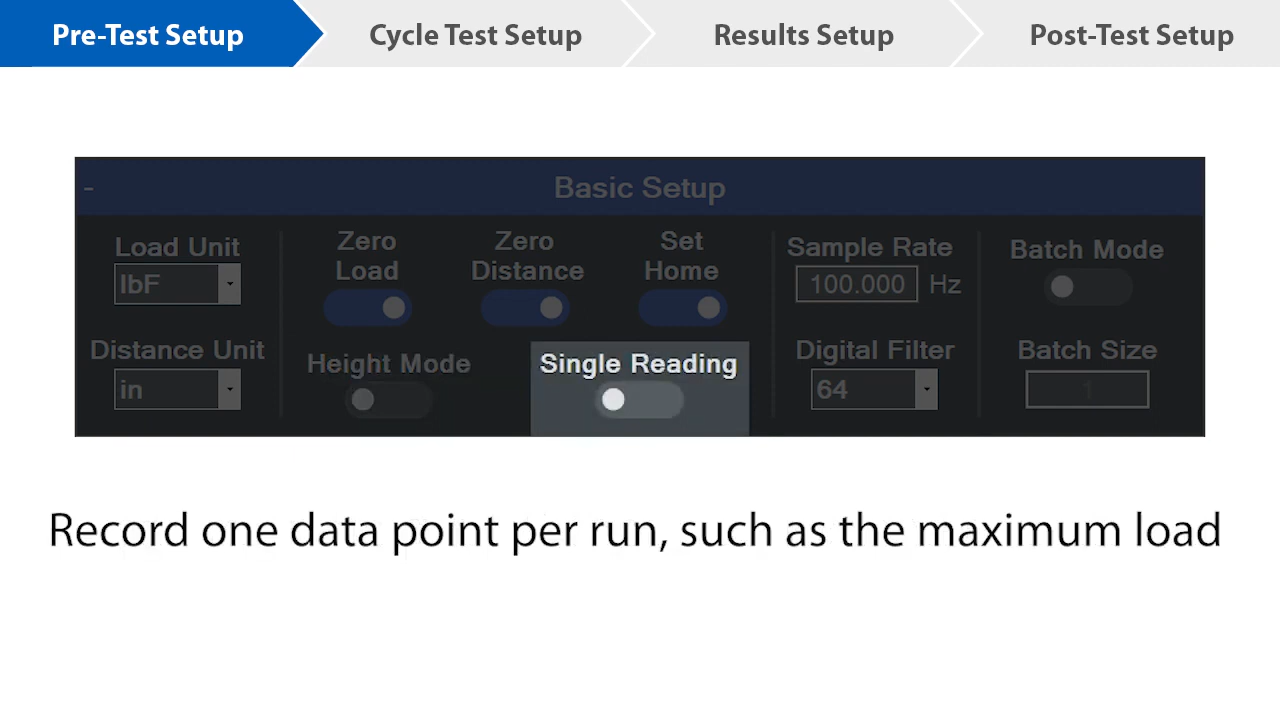 Pre-Test Setup
Cycle Test Setup
Results Setup
Post-Test Setup
- Basic Setup
Load Unit
lbF
Distance Unit
in
Zero
Load
Zero
Distance
Set
Home
Height Mode
Single Reading
Sample Rate
100.000 Hz
Digital Filter
64
Batch Mode
Batch Size
1
Record one data point per run, such as the maximum load